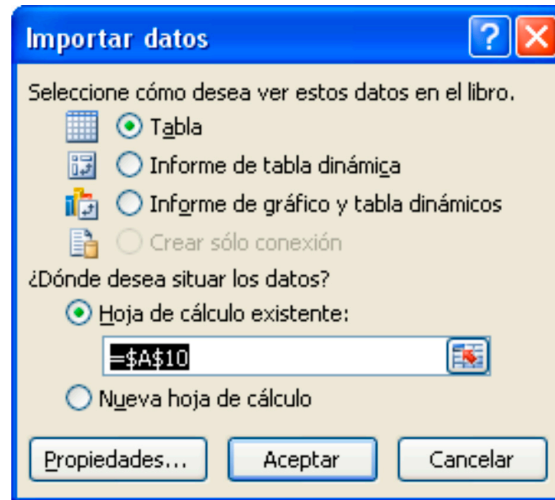 Importar datos
Seleccione cómo desea ver estos datos en el libro.
Tabla
Informe de tabla dinámica
Informe de gráfico y tabla dinámicos
Crear sólo conexión
¿Dónde desea situar los datos?
Hoja de cálculo existente:
=$A$10
Nueva hoja de cálculo
Propiedades... Aceptar Cancelar